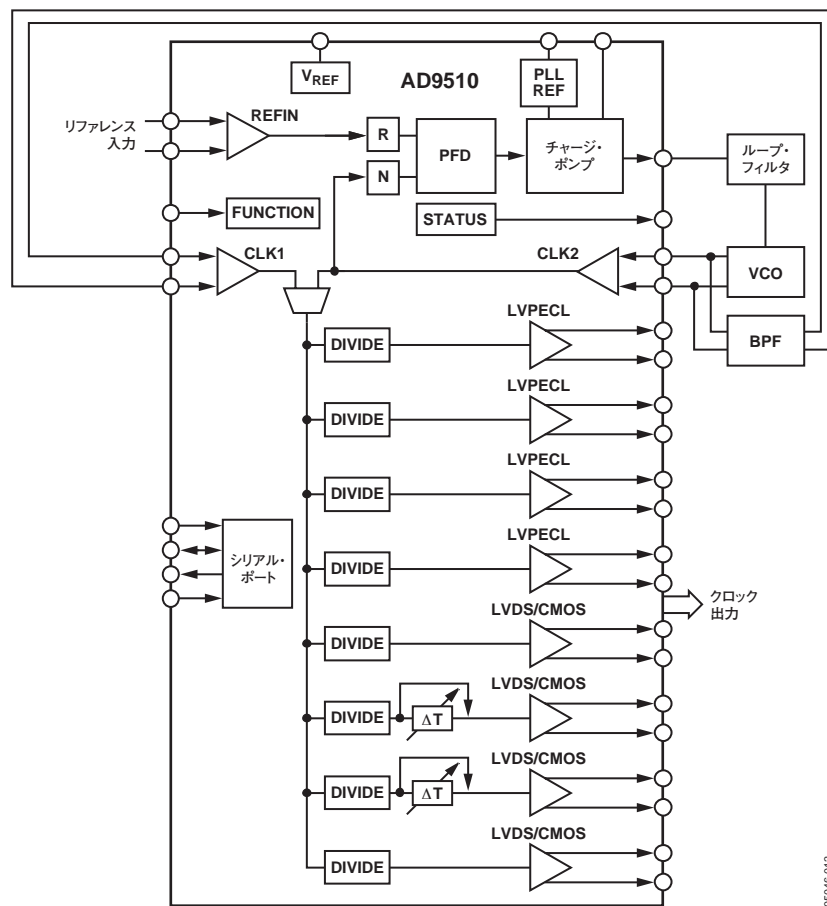 VREF
AD9510
PLL
REF
リファレンス
入力
REFIN
R
N
PFD
チャージ・
ポンプ
ループ・
フィルタ
FUNCTION
STATUS
CLK1
CLK2
VCO
BPF
LVPECL
DIVIDE
LVPECL
DIVIDE
LVPECL
DIVIDE
シリアル・
ポート
LVPECL
DIVIDE
クロック
出力
LVDS/CMOS
DIVIDE
LVDS/CMOS
DIVIDE
ΔT
LVDS/CMOS
DIVIDE
ΔT
LVDS/CMOS
DIVIDE